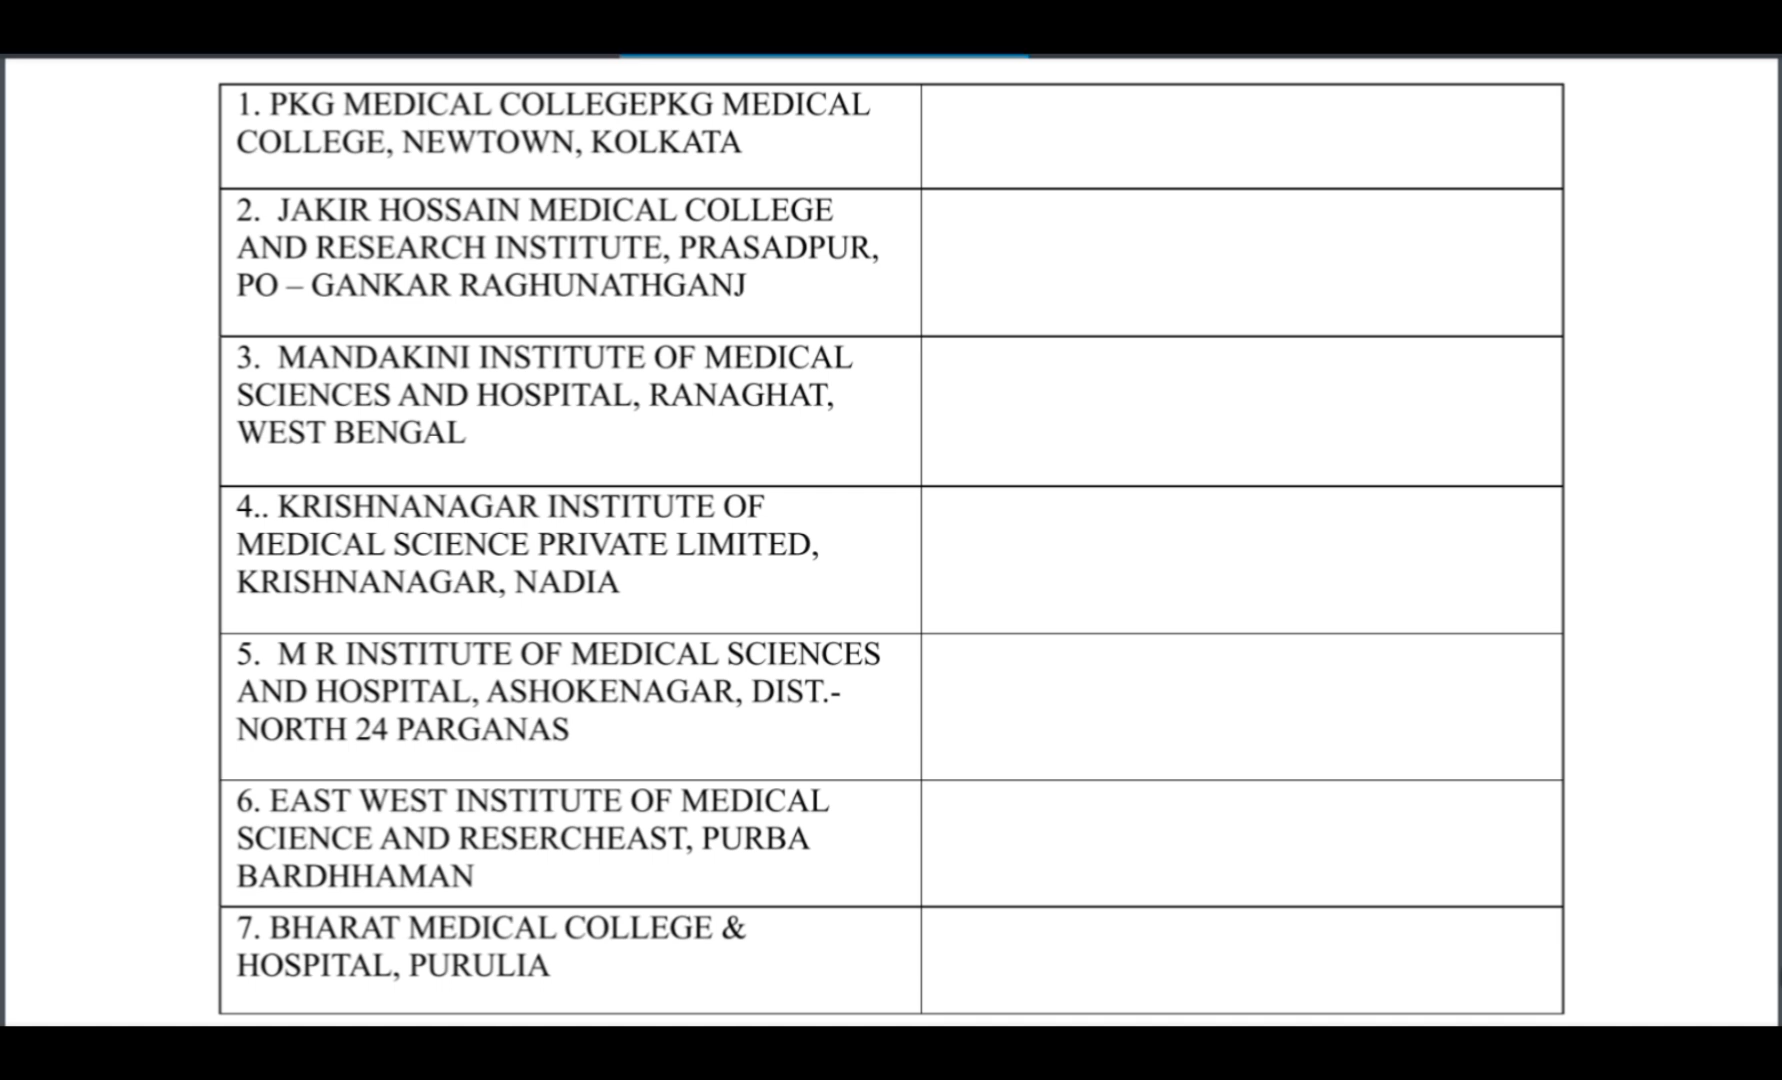 1. PKG MEDICAL COLLEGEPKG MEDICAL
COLLEGE, NEWTOWN, KOLKATA
2. JAKIR HOSSAIN MEDICAL COLLEGE
AND RESEARCH INSTITUTE, PRASADPUR,
PO – GANKAR RAGHUNATHGANJ
3. MANDAKINI INSTITUTE OF MEDICAL
SCIENCES AND HOSPITAL, RANAGHAT,
WEST BENGAL
4.. KRISHNANAGAR INSTITUTE OF
MEDICAL SCIENCE PRIVATE LIMITED,
KRISHNANAGAR, NADIA
5. M R INSTITUTE OF MEDICAL SCIENCES
AND HOSPITAL, ASHOKENAGAR, DIST.-
NORTH 24 PARGANAS
6. EAST WEST INSTITUTE OF MEDICAL
SCIENCE AND RESERCHEAST, PURBA
BARDHHAMAN
7. BHARAT MEDICAL COLLEGE &
HOSPITAL, PURULIA